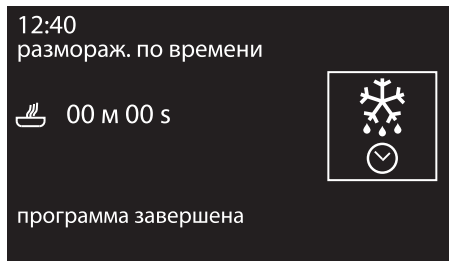 12:40
размораж. по времени
00 м 00 s
программа завершена